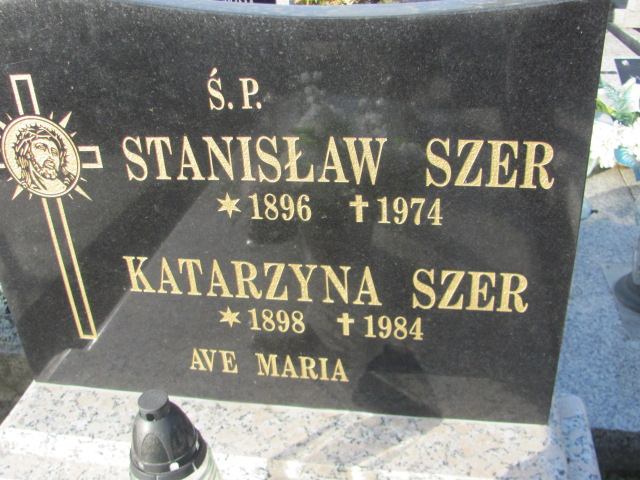 Ś.P.
STANISŁAW SZER
*1896 †1974
KATARZYNA SZER
*1898 †1984
AVE MARIA